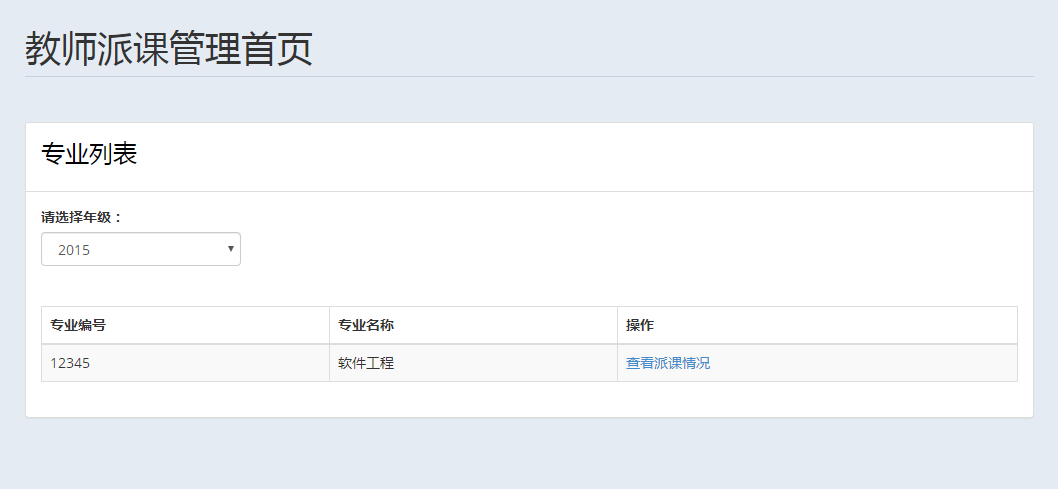 教师派课管理首页
专业列表
请选择年级：
2015
专业编号 专业名称 操作
12345 软件工程 查看派课情况